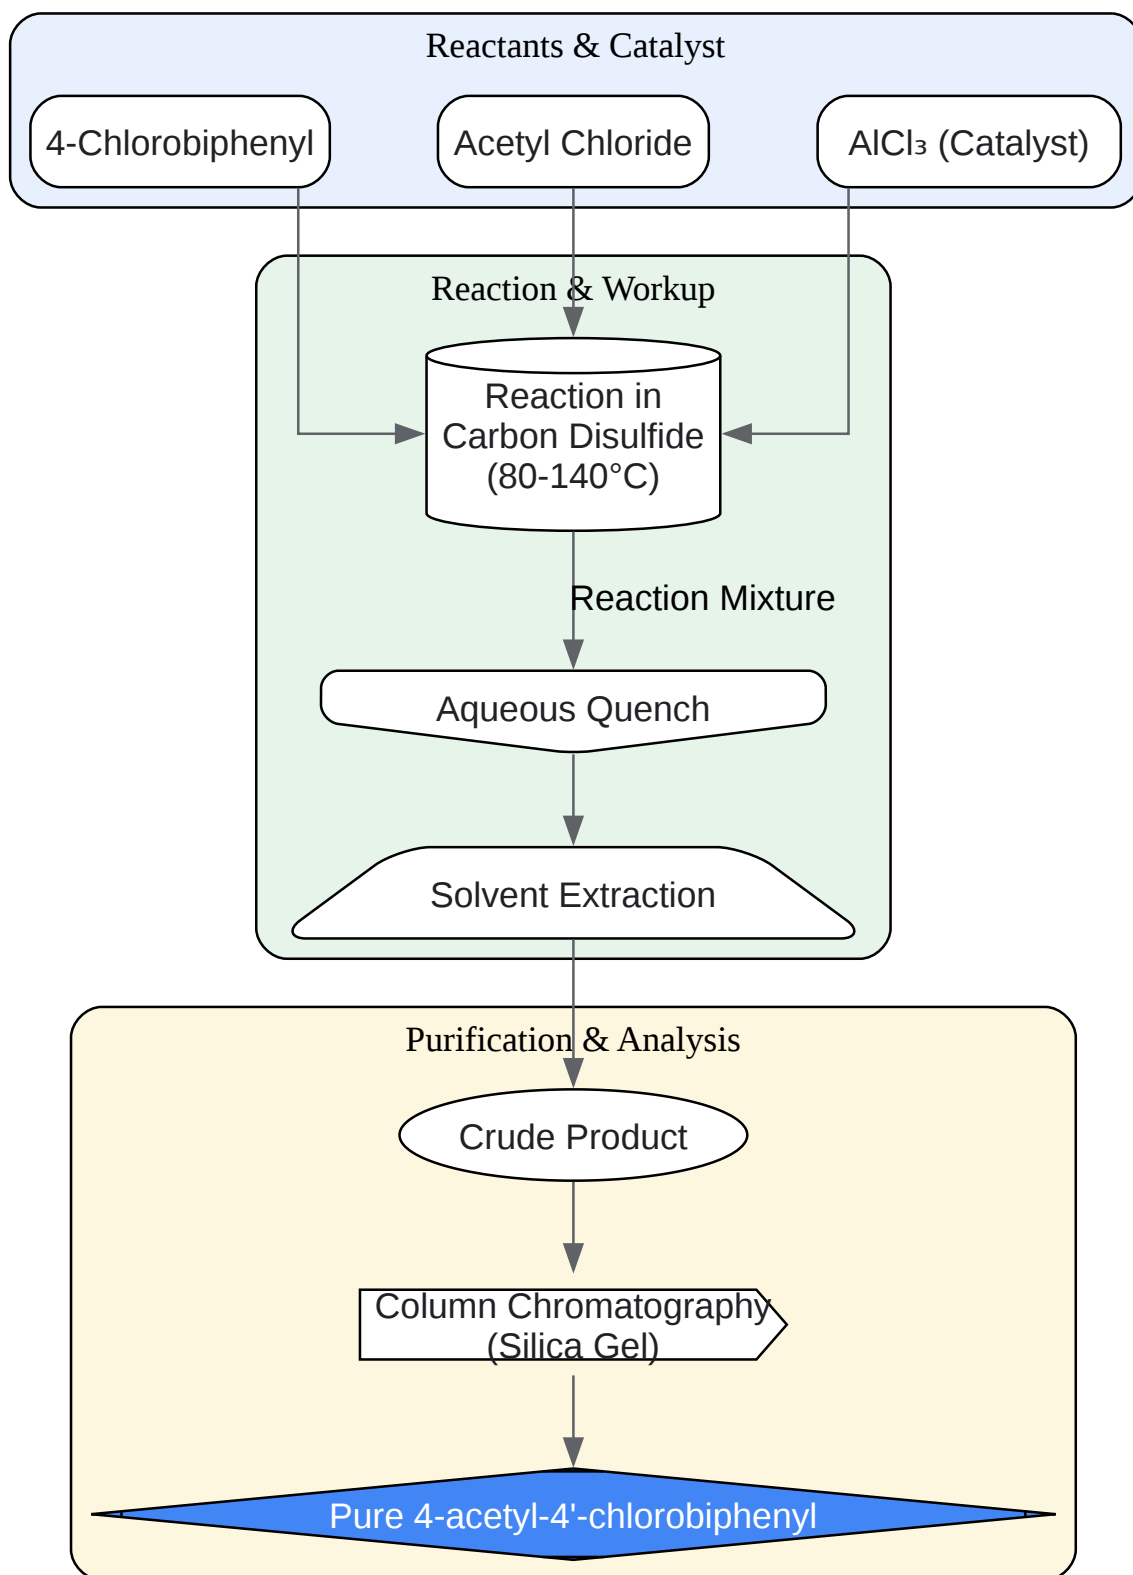 Reactants & Catalyst
4-Chlorobiphenyl
Acetyl Chloride
AlCl₃ (Catalyst)
Reaction & Workup
Reaction in
Carbon Disulfide
(80-140°C)
Reaction Mixture
Aqueous Quench
Solvent Extraction
Purification & Analysis
Crude Product
Column Chromatography
(Silica Gel)
Pure 4-acetyl-4'-chlorobiphenyl